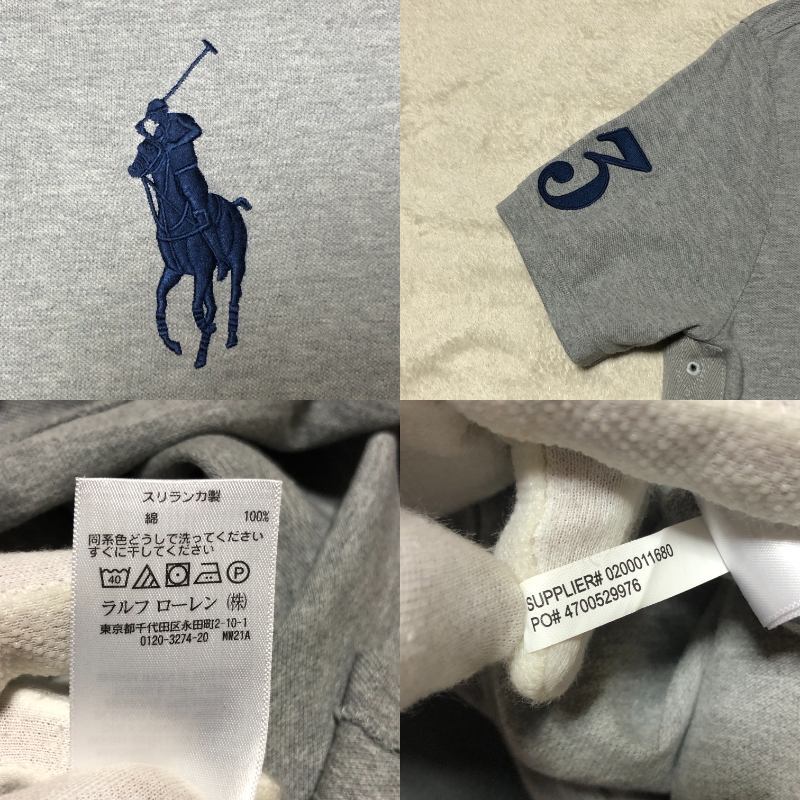 3
スリランカ製
綿 100%
同系色どうしで洗ってください
すぐに干してください
40 P
ラルフ ローレン (株)
東京都千代田区永田町2-10-1
0120-3274-20 MW21A
SUPPLIER# 0200011680
PO# 4700529976